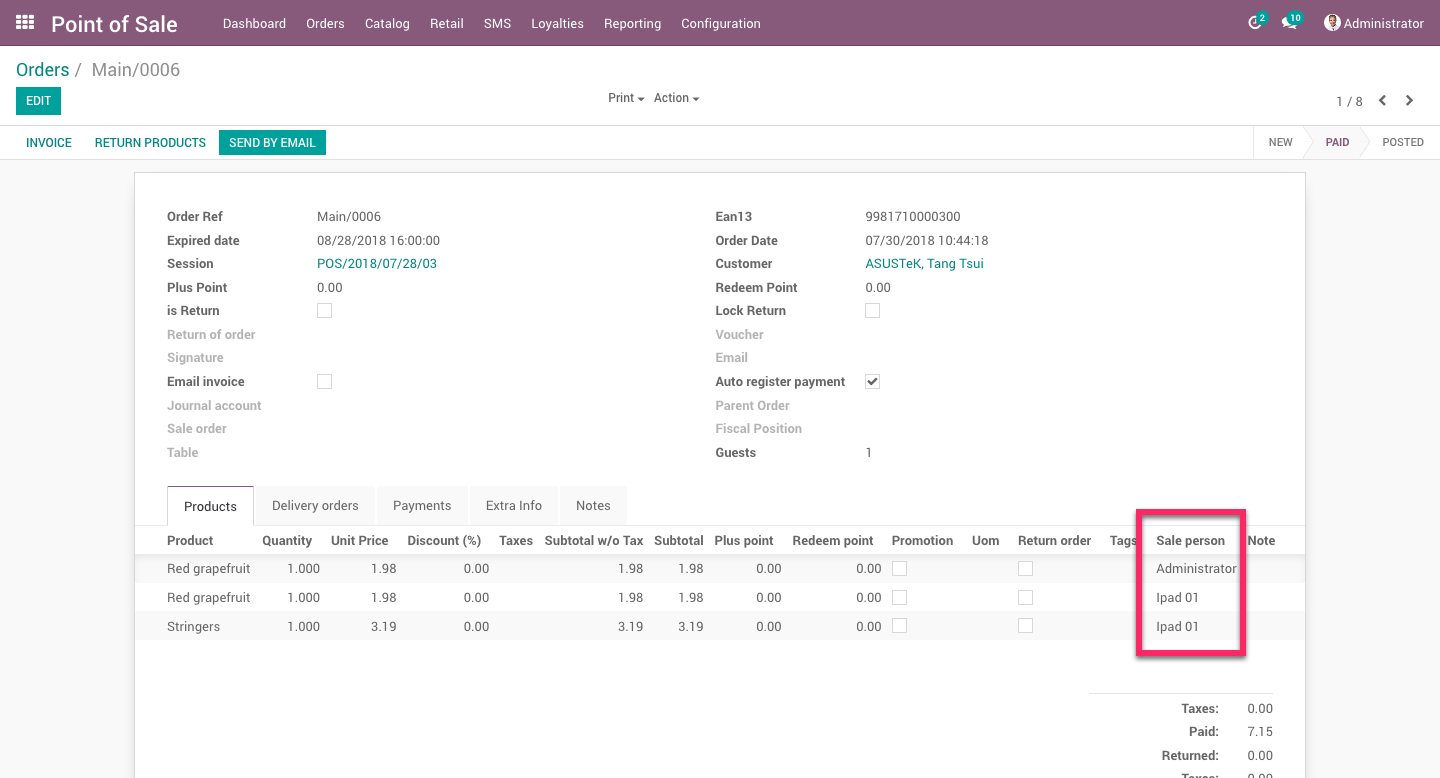 Point of Sale Dashboard Orders Catalog Retail SMS Loyalties Reporting Configuration 2 10 Administrator
Orders / Main/0006
EDIT Print Action 1 / 8
INVOICE RETURN PRODUCTS SEND BY EMAIL NEW PAID POSTED
Order Ref Main/0006 Ean13 9981710000300
Expired date 08/28/2018 16:00:00 Order Date 07/30/2018 10:44:18
Session POS/2018/07/28/03 Customer ASUSTeK, Tang Tsui
Plus Point 0.00 Redeem Point 0.00
is Return Lock Return
Return of order Voucher
Signature Email
Email invoice Auto register payment
Journal account Parent Order
Sale order Fiscal Position
Table Guests 1
Products Delivery orders Payments Extra Info Notes
Product Quantity Unit Price Discount (%) Taxes Subtotal w/o Tax Subtotal Plus point Redeem point Promotion Uom Return order Tags Sale person Note
Red grapefruit 1.000 1.98 0.00 1.98 1.98 0.00 0.00 Administrator
Red grapefruit 1.000 1.98 0.00 1.98 1.98 0.00 0.00 Ipad 01
Stringers 1.000 3.19 0.00 3.19 3.19 0.00 0.00 Ipad 01
Taxes: 0.00
Paid: 7.15
Returned: 0.00
Taxes: 0.00